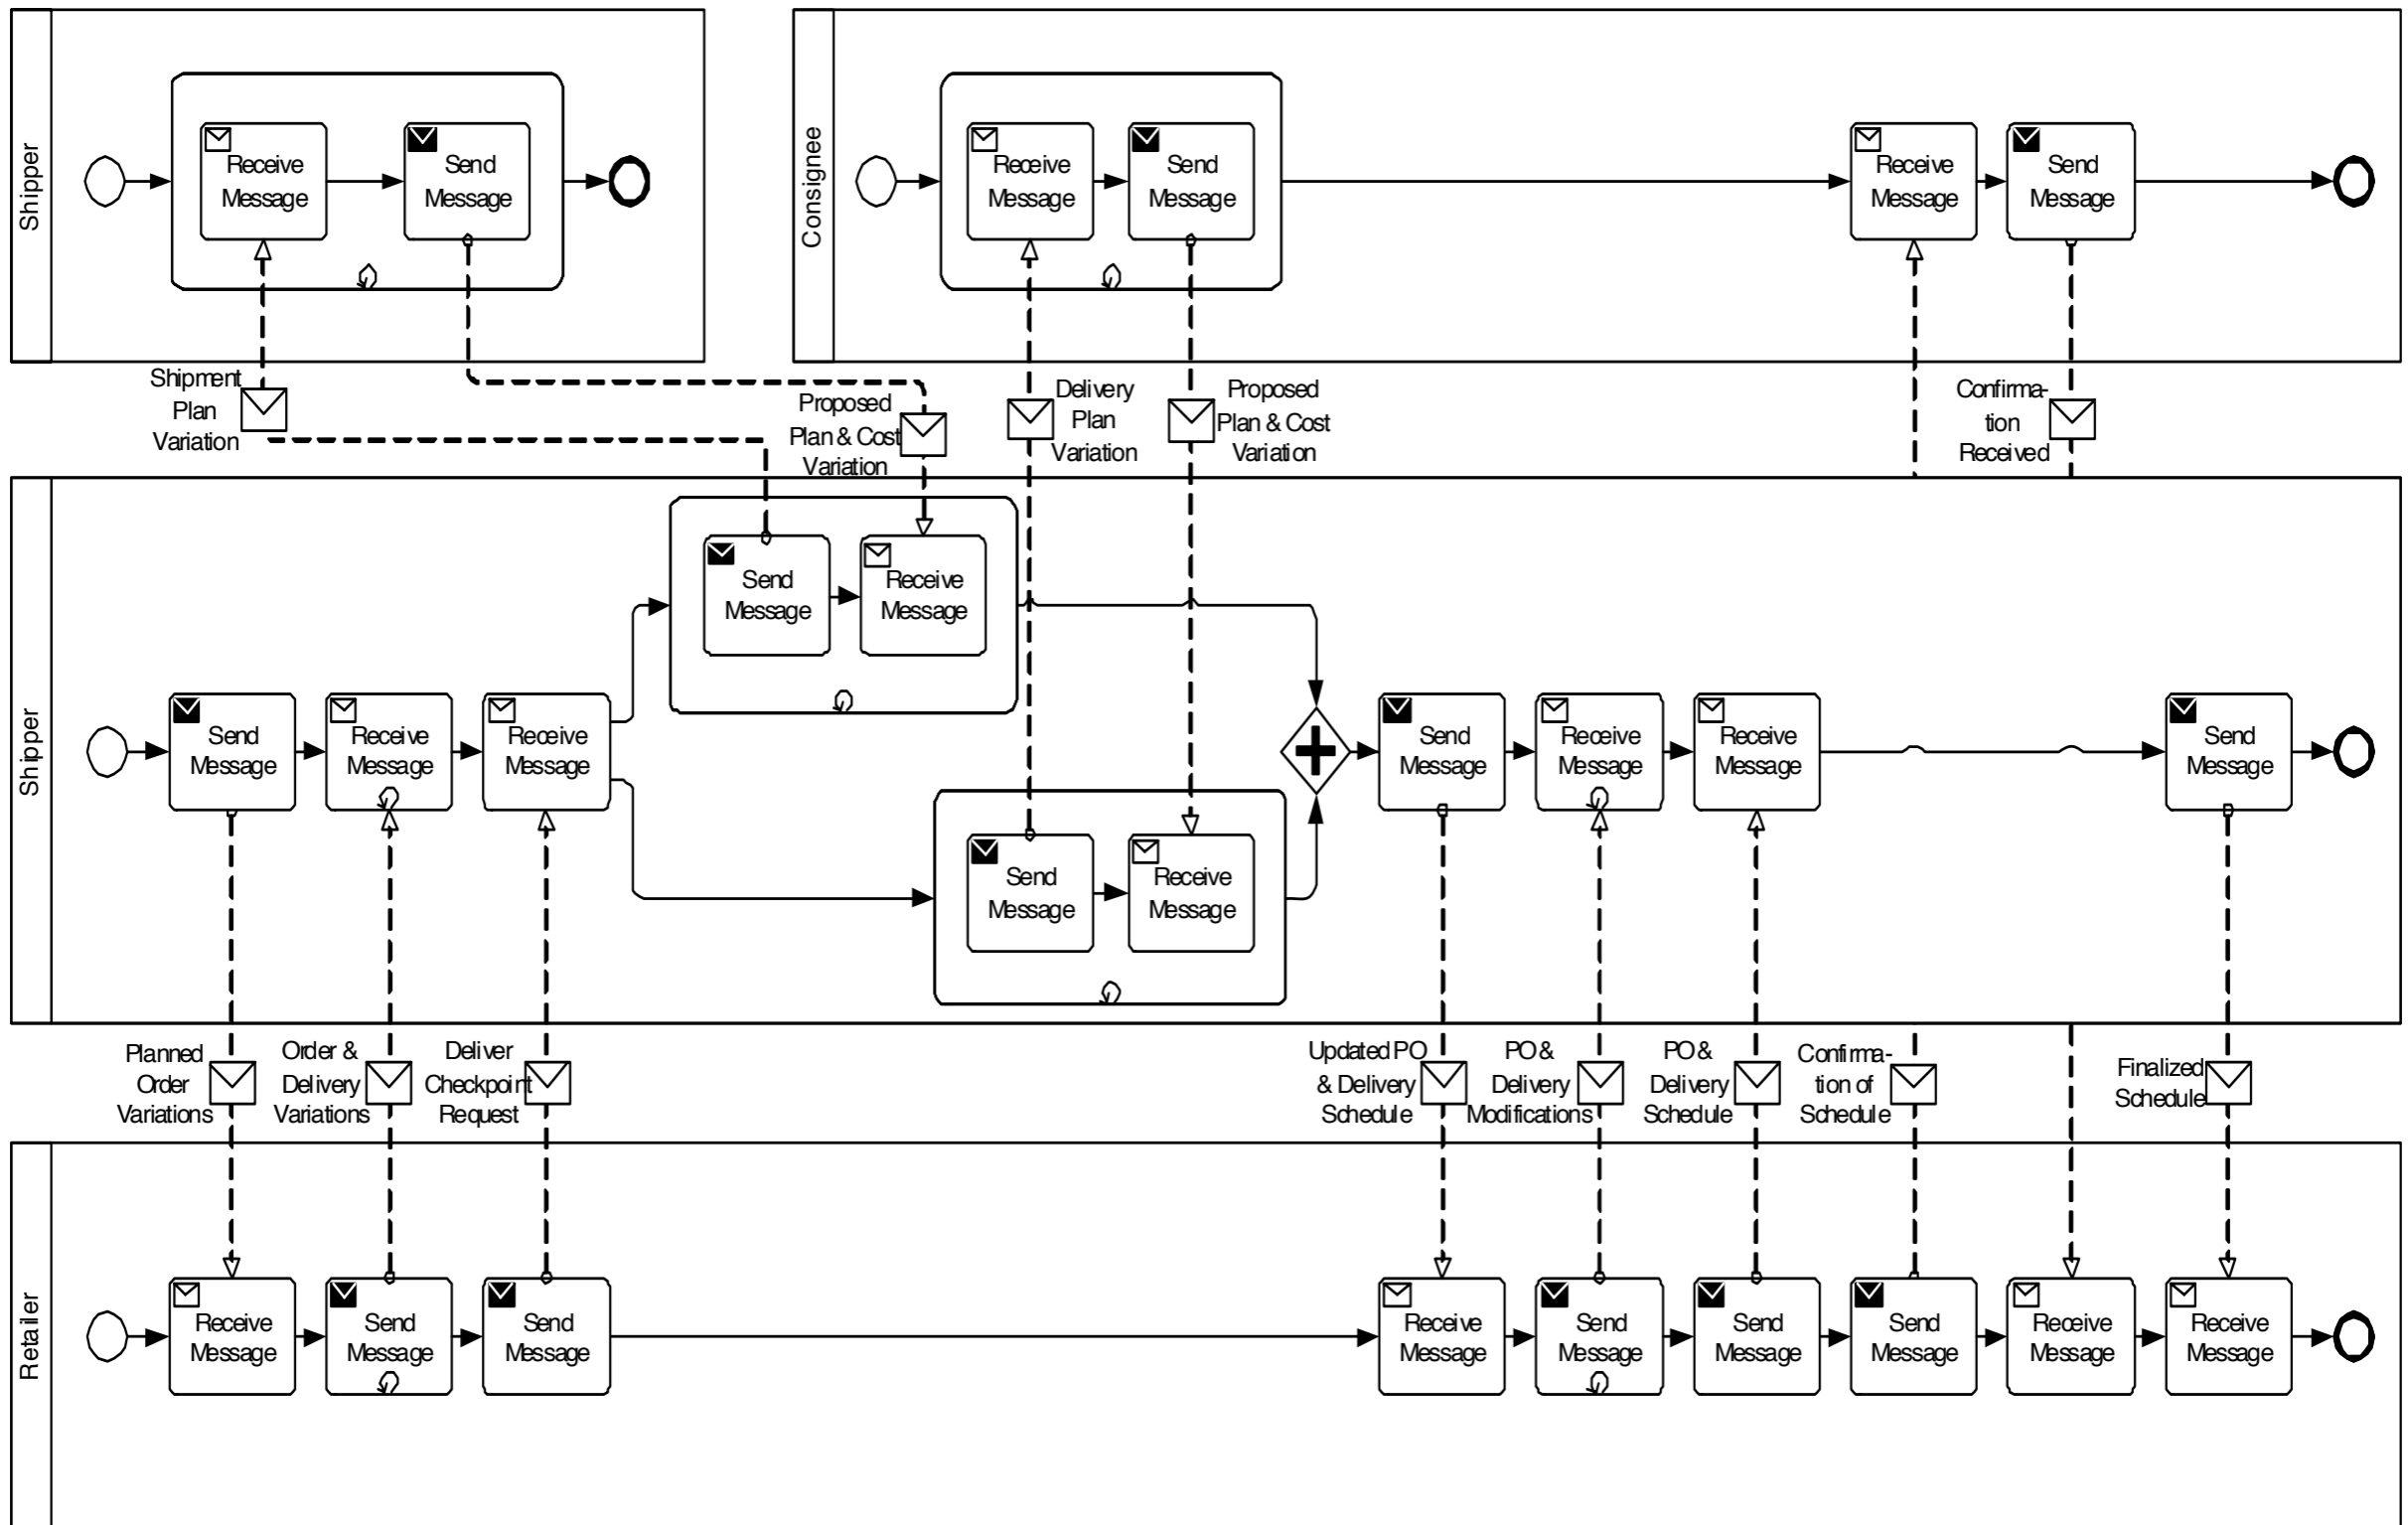 Shipper
Receive
Message
Send
Message
Consignee
Receive
Message
Send
Message
Receive
Message
Send
Message
Shipment
Plan
Variation
Proposed
Plan & Cost
Variation
Delivery
Plan
Variation
Proposed
Plan & Cost
Variation
Confirma-
tion
Received
Shipper
Send
Message
Receive
Message
Send
Message
Receive
Message
Receive
Message
Send
Message
Receive
Message
Send
Message
Receive
Message
Receive
Message
Send
Message
Planned
Order
Variations
Order &
Delivery
Variations
Deliver
Checkpoint
Request
Updated PO
& Delivery
Schedule
PO &
Delivery
Modifications
PO &
Delivery
Schedule
Confirma-
tion of
Schedule
Finalized
Schedule
Retailer
Receive
Message
Send
Message
Send
Message
Receive
Message
Send
Message
Send
Message
Send
Message
Receive
Message
Receive
Message